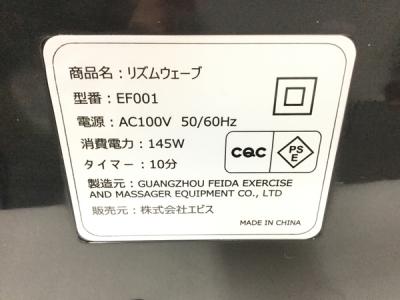 商品名：リズムウェーブ
型番：EF001
電源：AC100V 50/60Hz
消費電力：145W
タイマー：10分
CQC
PS
E
製造元：GUANGZHOU FEIDA EXERCISE
AND MASSAGER EQUIPMENT CO., LTD
販売元：株式会社エビス
MADE IN CHINA